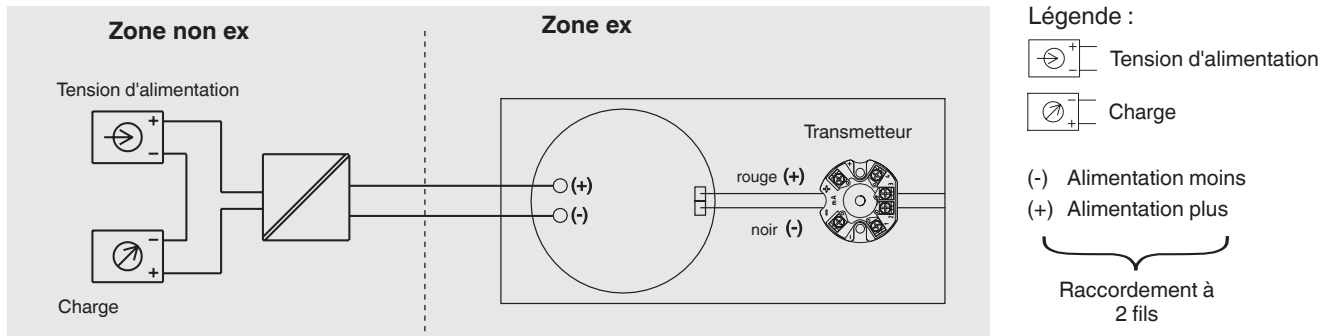 Zone non ex
Zone ex
Légende :
Tension d'alimentation
+
−
Tension d'alimentation
+
−
Charge
−
+
Transmetteur
rouge (+)
(+)
(-)
mA
noir (-)
−
+
Charge
(-) Alimentation moins
(+) Alimentation plus
Raccordement à
2 fils